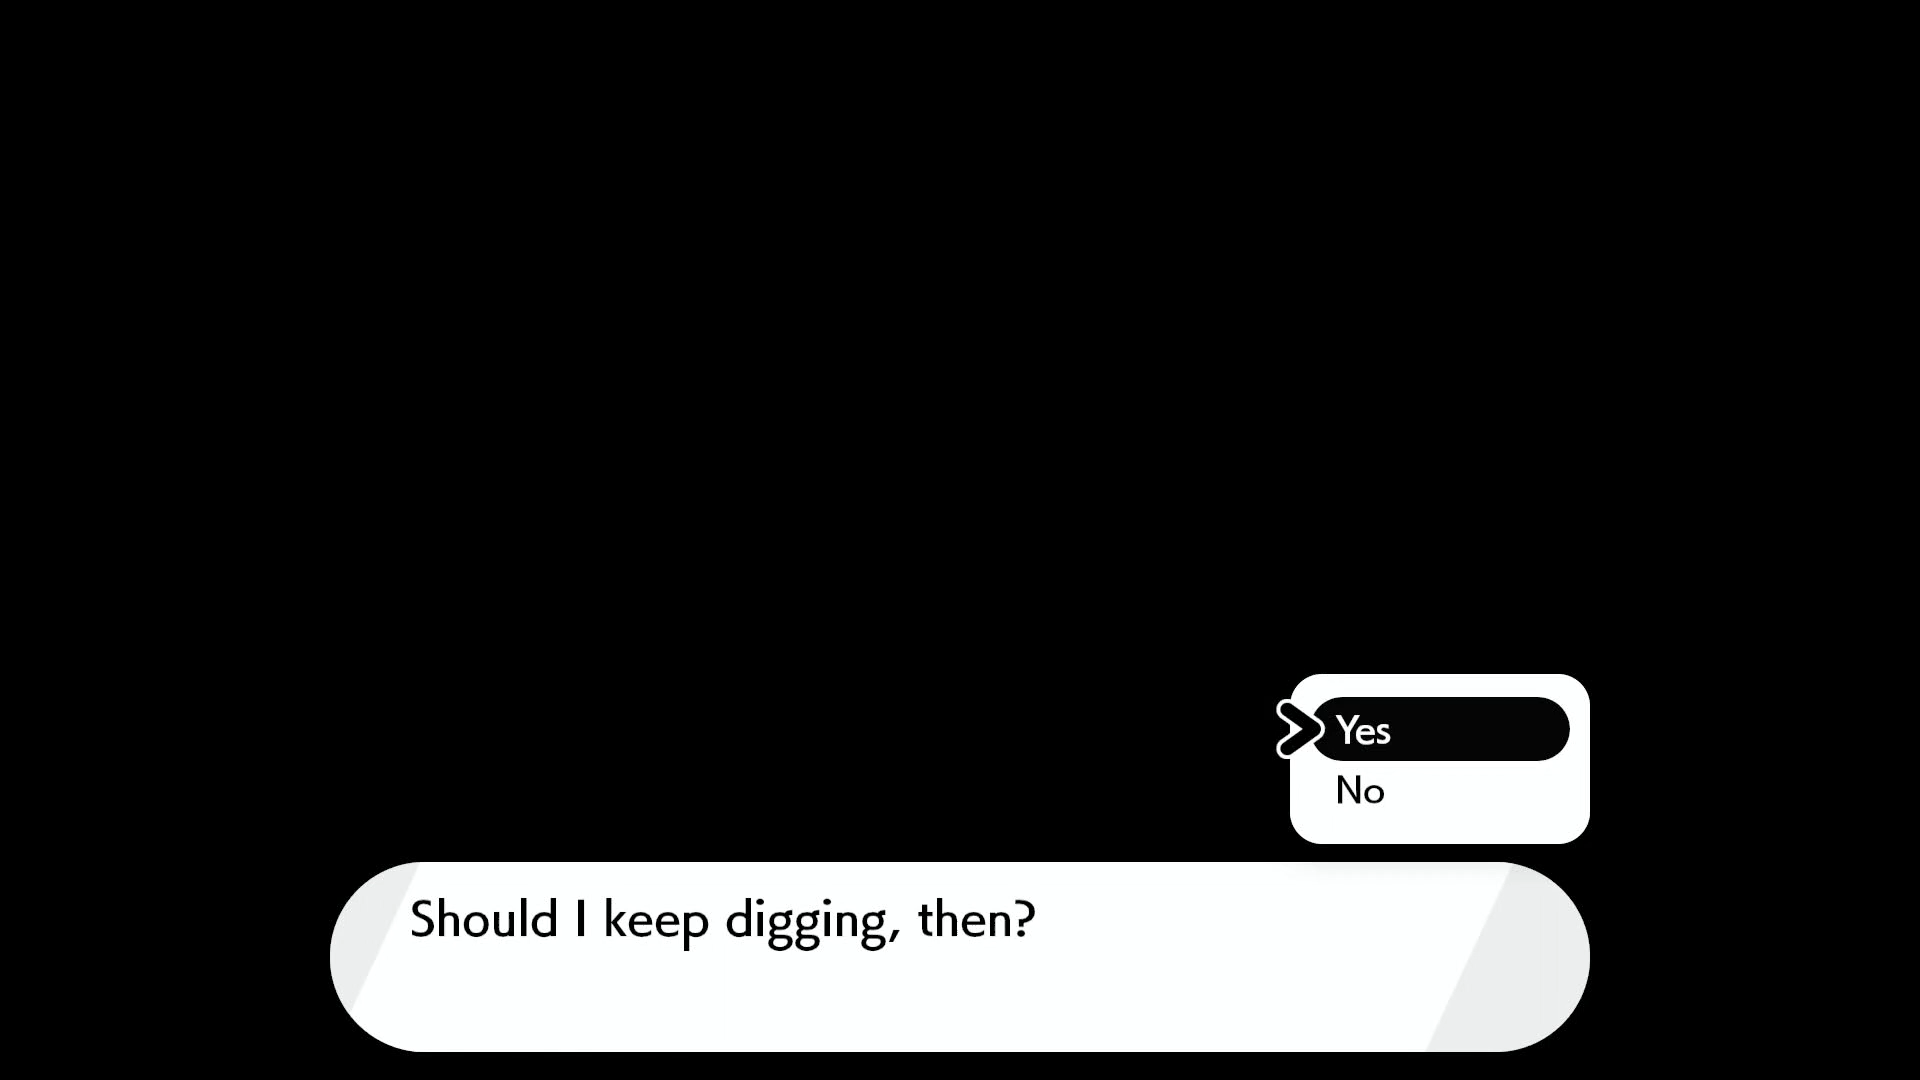 Yes
No
Should I keep digging, then?